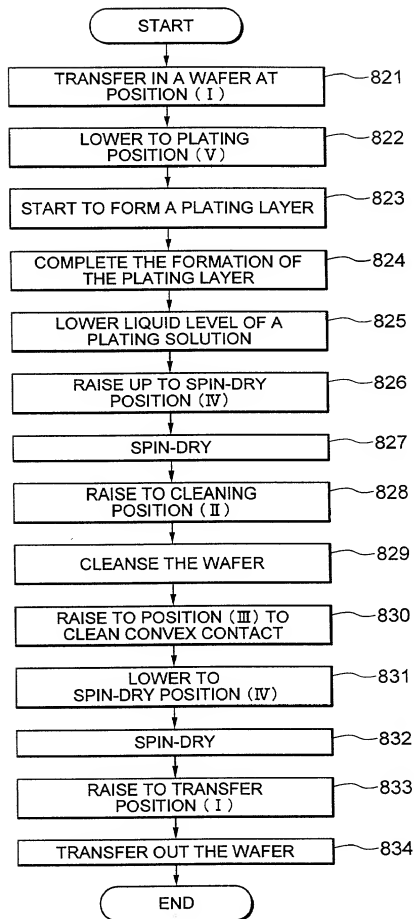 START
TRANSFER IN A WAFER AT
POSITION (I)
821
LOWER TO PLATING
POSITION (V)
822
START TO FORM A PLATING LAYER
823
COMPLETE THE FORMATION OF
THE PLATING LAYER
824
LOWER LIQUID LEVEL OF A
PLATING SOLUTION
825
RAISE UP TO SPIN-DRY
POSITION (IV)
826
SPIN-DRY
827
RAISE TO CLEANING
POSITION (II)
828
CLEANSE THE WAFER
829
RAISE TO POSITION (III) TO
CLEAN CONVEX CONTACT
830
LOWER TO
SPIN-DRY POSITION (IV)
831
SPIN-DRY
832
RAISE TO TRANSFER
POSITION (I)
833
TRANSFER OUT THE WAFER
834
END